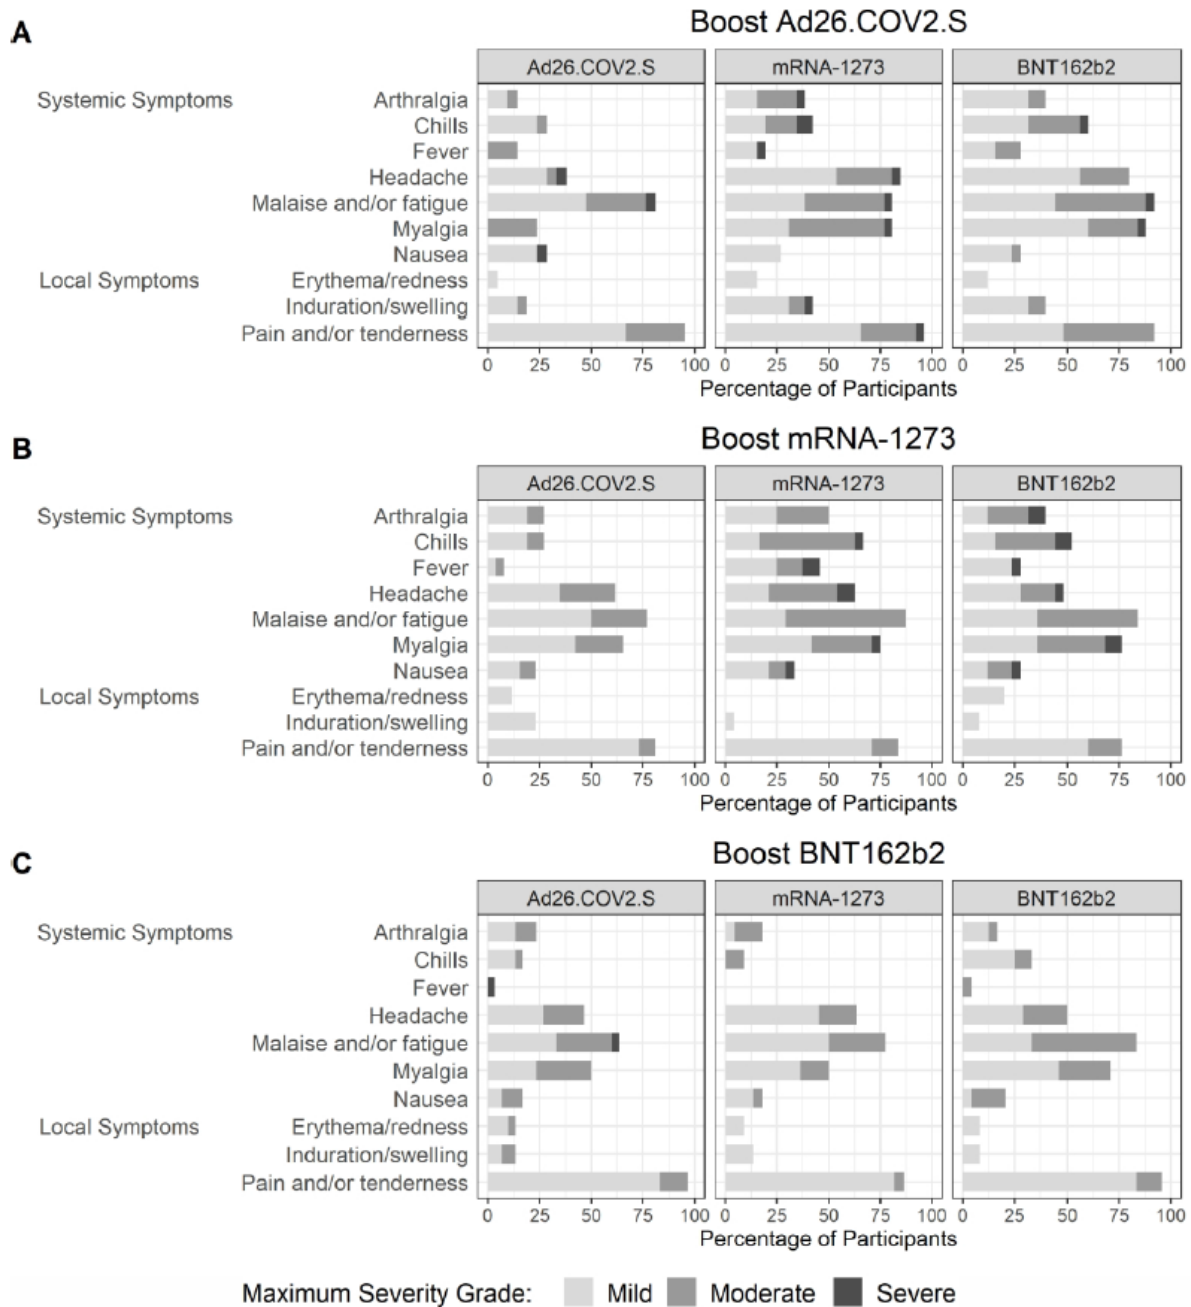 A
Boost Ad26.COV2.S
Ad26.COV2.S mRNA-1273 BNT162b2
Systemic Symptoms Arthralgia
Chills
Fever
Headache
Malaise and/or fatigue
Myalgia
Nausea
Local Symptoms Erythema/redness
Induration/swelling
Pain and/or tenderness
0 25 50 75 100 0 25 50 75 100 0 25 50 75 100
Percentage of Participants
B
Boost mRNA-1273
Ad26.COV2.S mRNA-1273 BNT162b2
Systemic Symptoms Arthralgia
Chills
Fever
Headache
Malaise and/or fatigue
Myalgia
Nausea
Local Symptoms Erythema/redness
Induration/swelling
Pain and/or tenderness
0 25 50 75 100 0 25 50 75 100 0 25 50 75 100
Percentage of Participants
C
Boost BNT162b2
Ad26.COV2.S mRNA-1273 BNT162b2
Systemic Symptoms Arthralgia
Chills
Fever
Headache
Malaise and/or fatigue
Myalgia
Nausea
Local Symptoms Erythema/redness
Induration/swelling
Pain and/or tenderness
0 25 50 75 100 0 25 50 75 100 0 25 50 75 100
Percentage of Participants
Maximum Severity Grade: Mild Moderate Severe